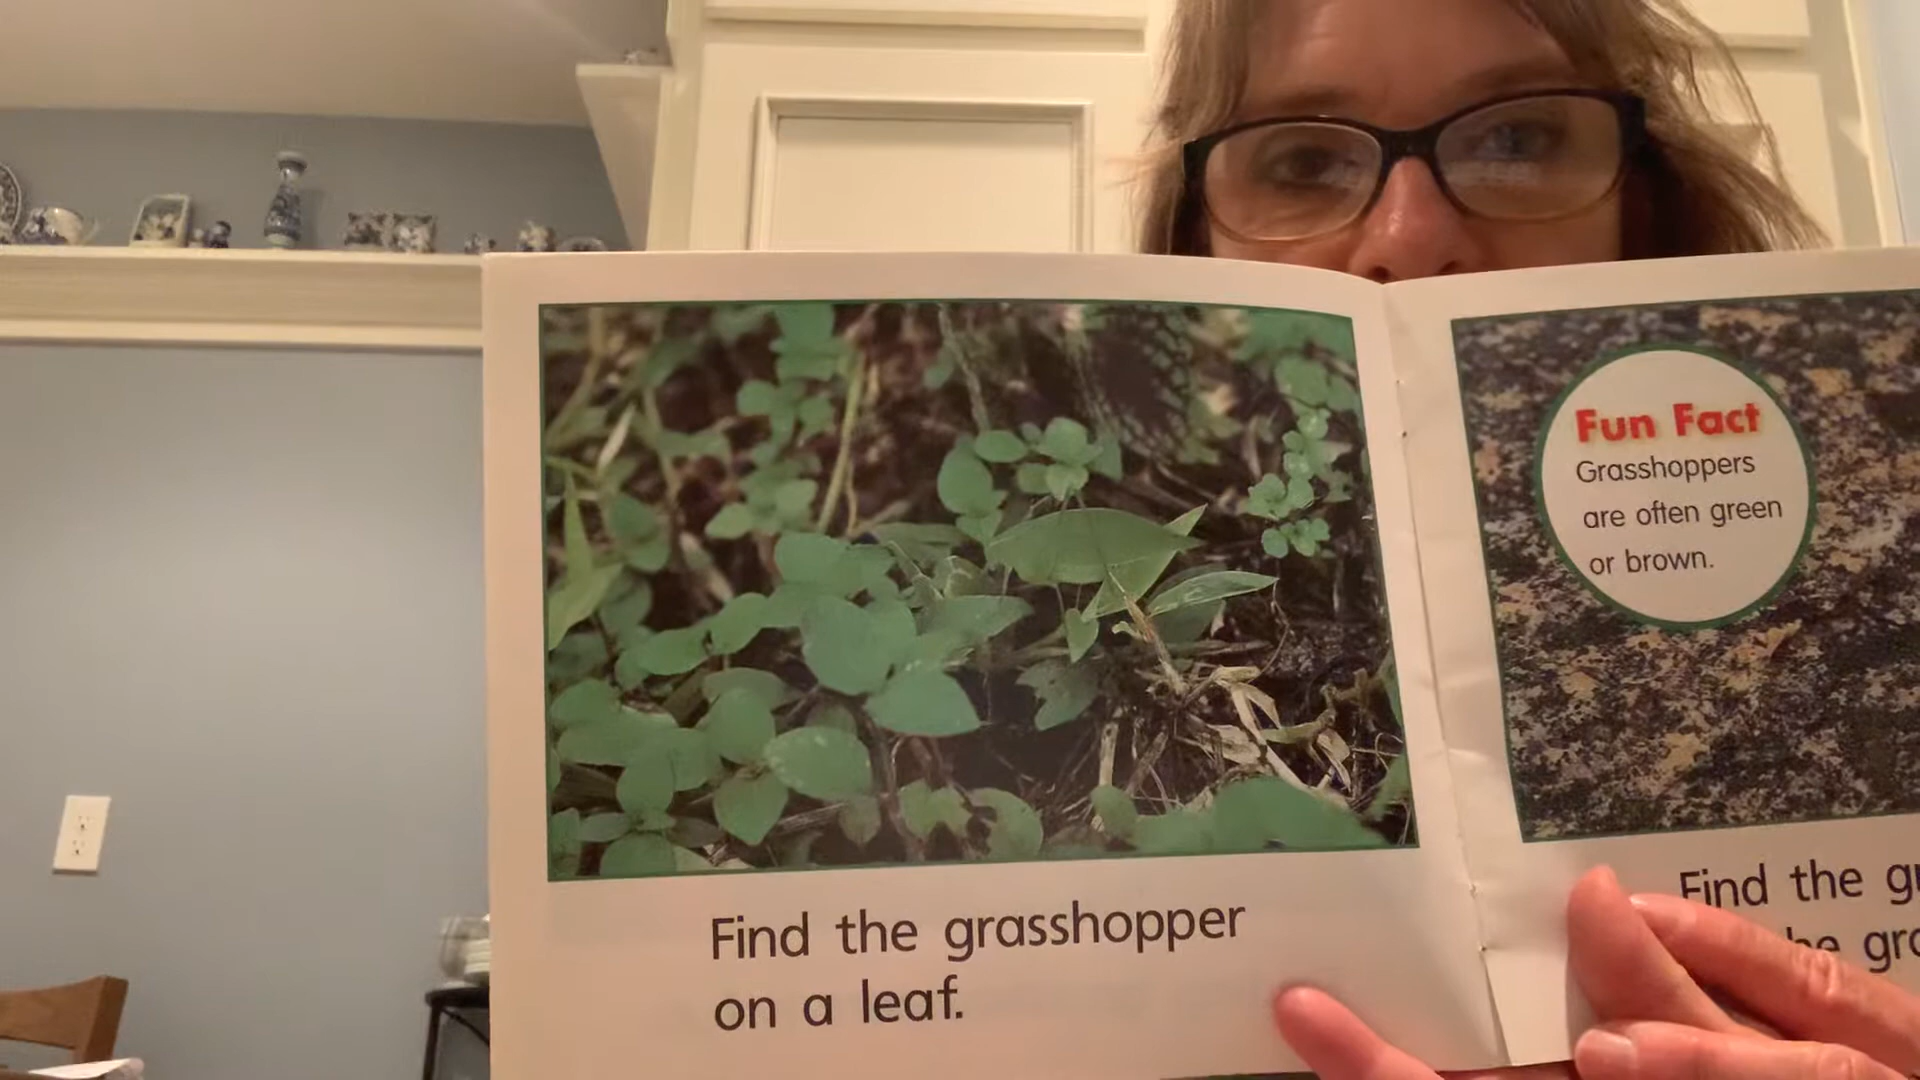 Find the grasshopper
on a leaf.
Fun Fact
Grasshoppers
are often green
or brown.
Find the